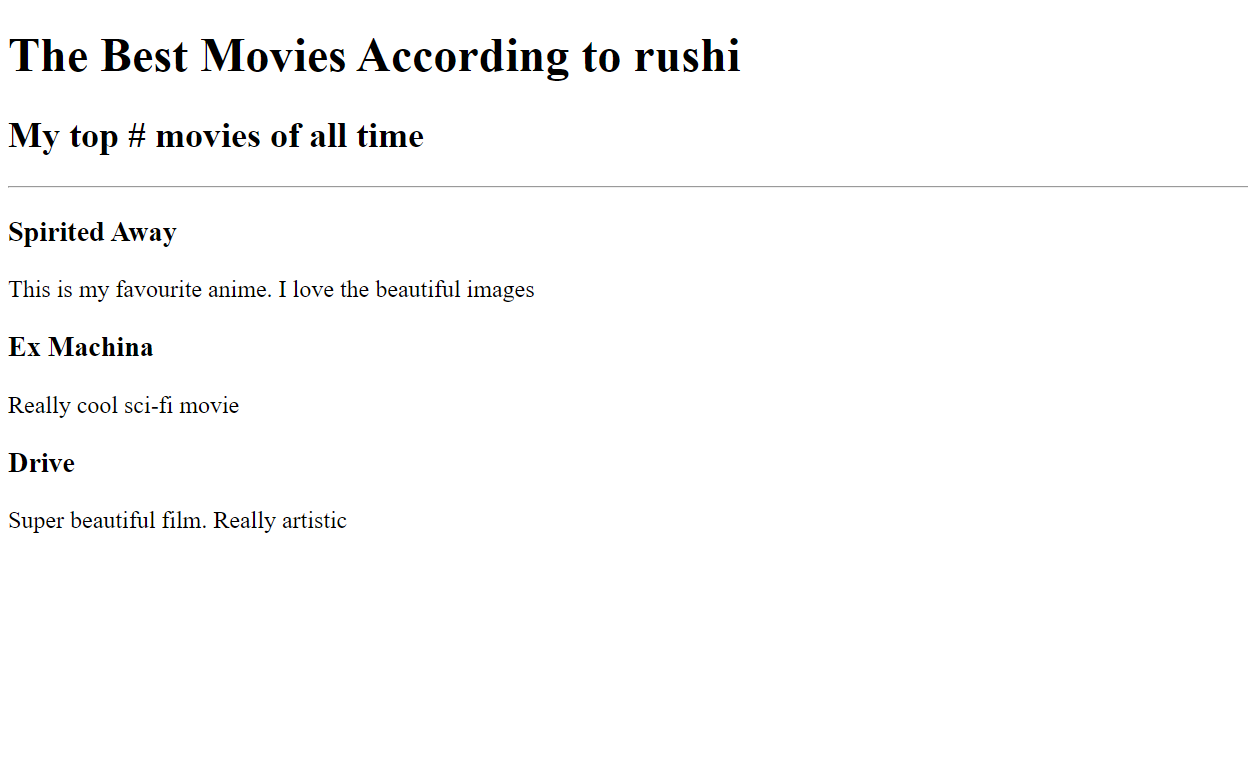 The Best Movies According to rushi
My top # movies of all time
Spirited Away
This is my favourite anime. I love the beautiful images
Ex Machina
Really cool sci-fi movie
Drive
Super beautiful film. Really artistic